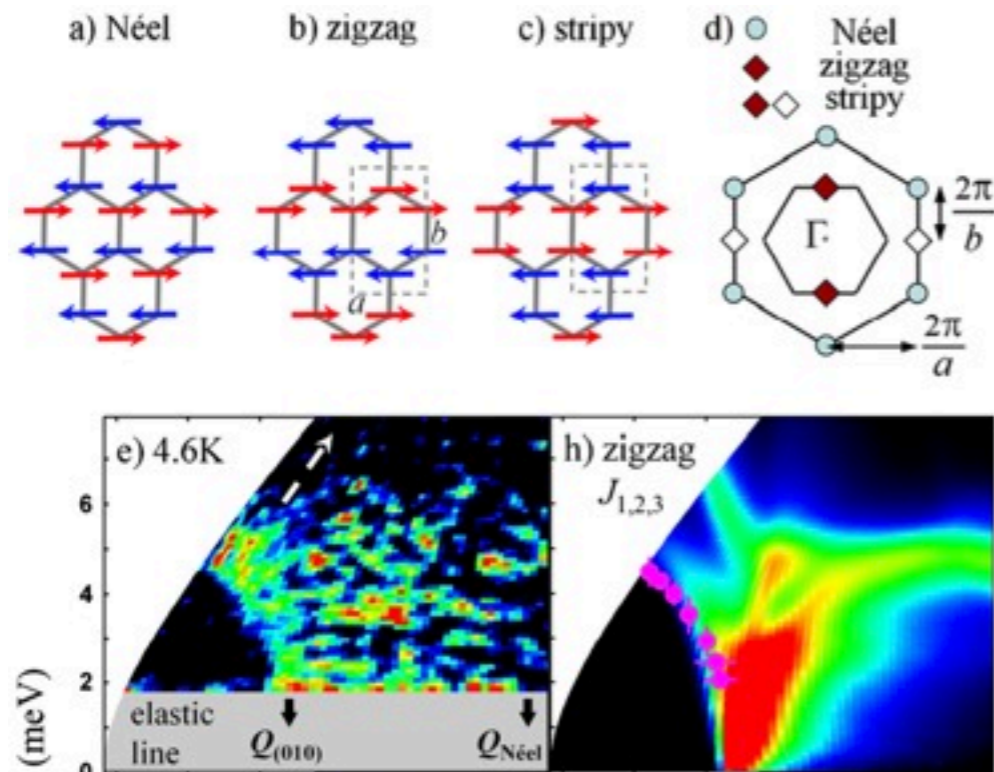 a) Néel b) zigzag c) stripy d) Néel
zigzag
stripy
Γ
2π
b
2π
a
b
a
e) 4.6K
h) zigzag
J1,2,3
6
4
2
0
(meV)
elastic
line
Q(010)
QNéel